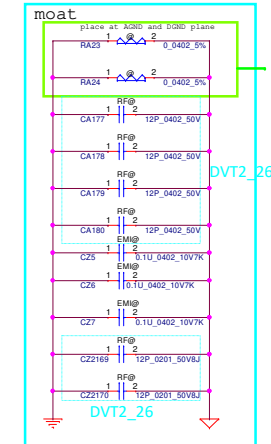 moat
place at AGND and DGND plane
1 @ 2
RA23 0_0402_5%
1 @ 2
RA24 0_0402_5%
RF@
1 2
CA177 12P_0402_50V
RF@
1 2
CA178 12P_0402_50V
DVT2_26
RF@
1 2
CA179 12P_0402_50V
RF@
1 2
CA180 12P_0402_50V
EMI@
1 2
CZ5 0.1U_0402_10V7K
EMI@
1 2
CZ6 0.1U_0402_10V7K
EMI@
1 2
CZ7 0.1U_0402_10V7K
RF@
1 2
CZ2169 12P_0201_50V8J
RF@
1 2
CZ2170 12P_0201_50V8J
DVT2_26